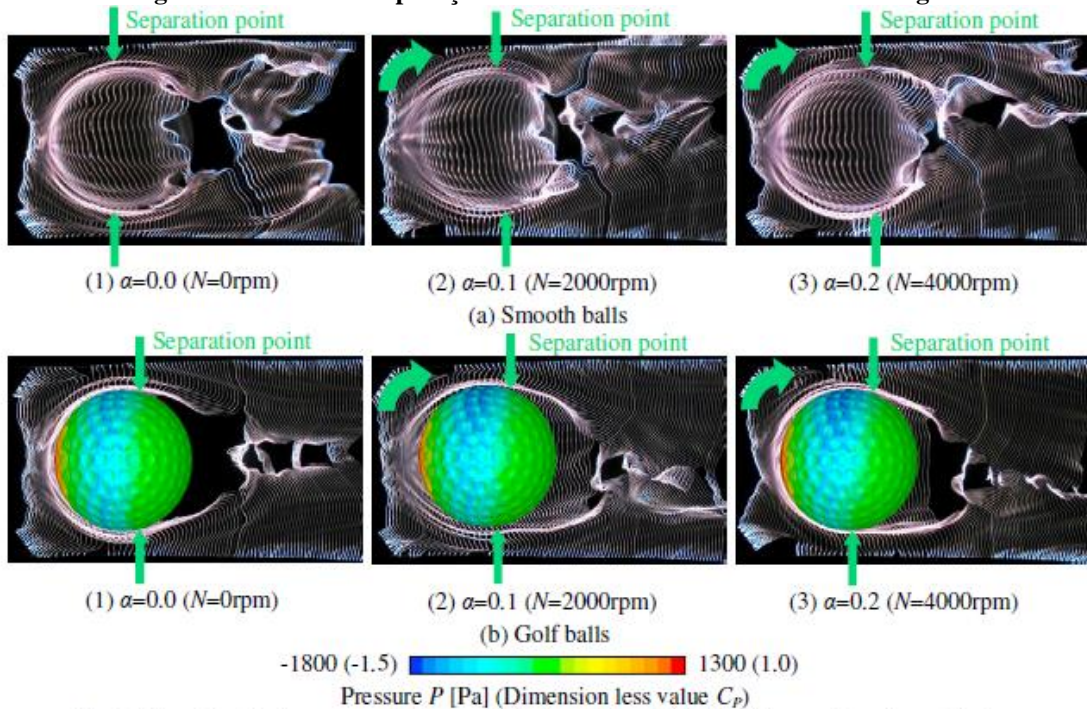 Separation point Separation point Separation point
(1) α=0.0 (N=0rpm) (2) α=0.1 (N=2000rpm) (3) α=0.2 (N=4000rpm)
(a) Smooth balls
Separation point Separation point Separation point
(1) α=0.0 (N=0rpm) (2) α=0.1 (N=2000rpm) (3) α=0.2 (N=4000rpm)
(b) Golf balls
-1800 (-1.5) 1300 (1.0)
Pressure P [Pa] (Dimension less value CP)